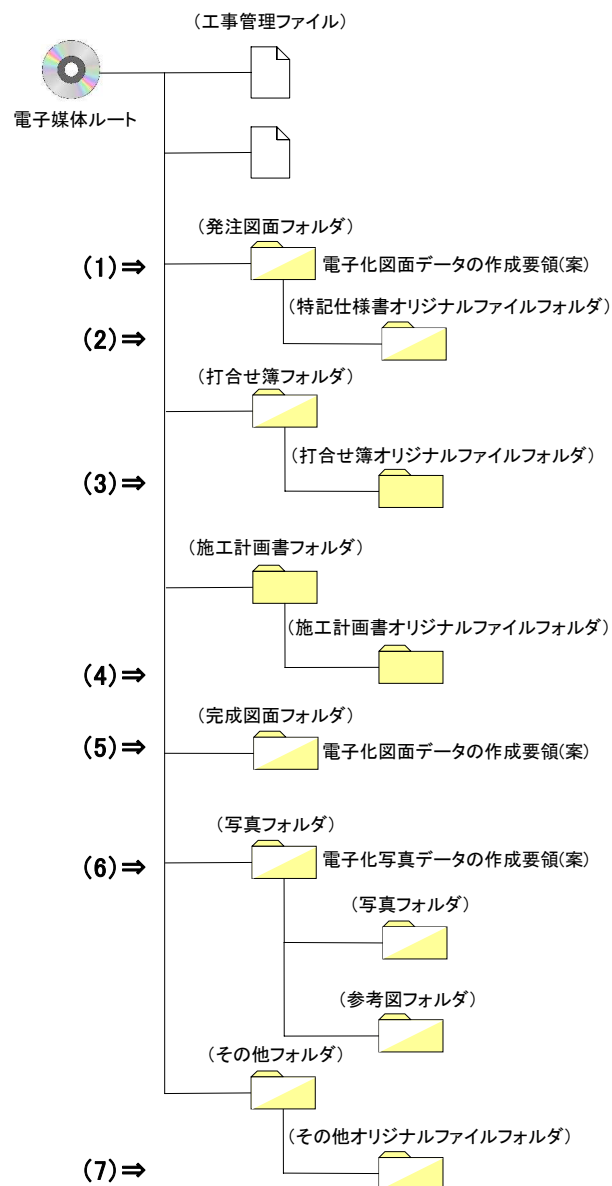 (工事管理ファイル)
電子媒体ルート
(発注図面フォルダ)
(1)⇒
電子化図面データの作成要領(案)
(特記仕様書オリジナルファイルフォルダ)
(2)⇒
(打合せ簿フォルダ)
(打合せ簿オリジナルファイルフォルダ)
(3)⇒
(施工計画書フォルダ)
(施工計画書オリジナルファイルフォルダ)
(4)⇒
(完成図面フォルダ)
(5)⇒
電子化図面データの作成要領(案)
(写真フォルダ)
(6)⇒
電子化写真データの作成要領(案)
(写真フォルダ)
(参考図フォルダ)
(その他フォルダ)
(その他オリジナルファイルフォルダ)
(7)⇒